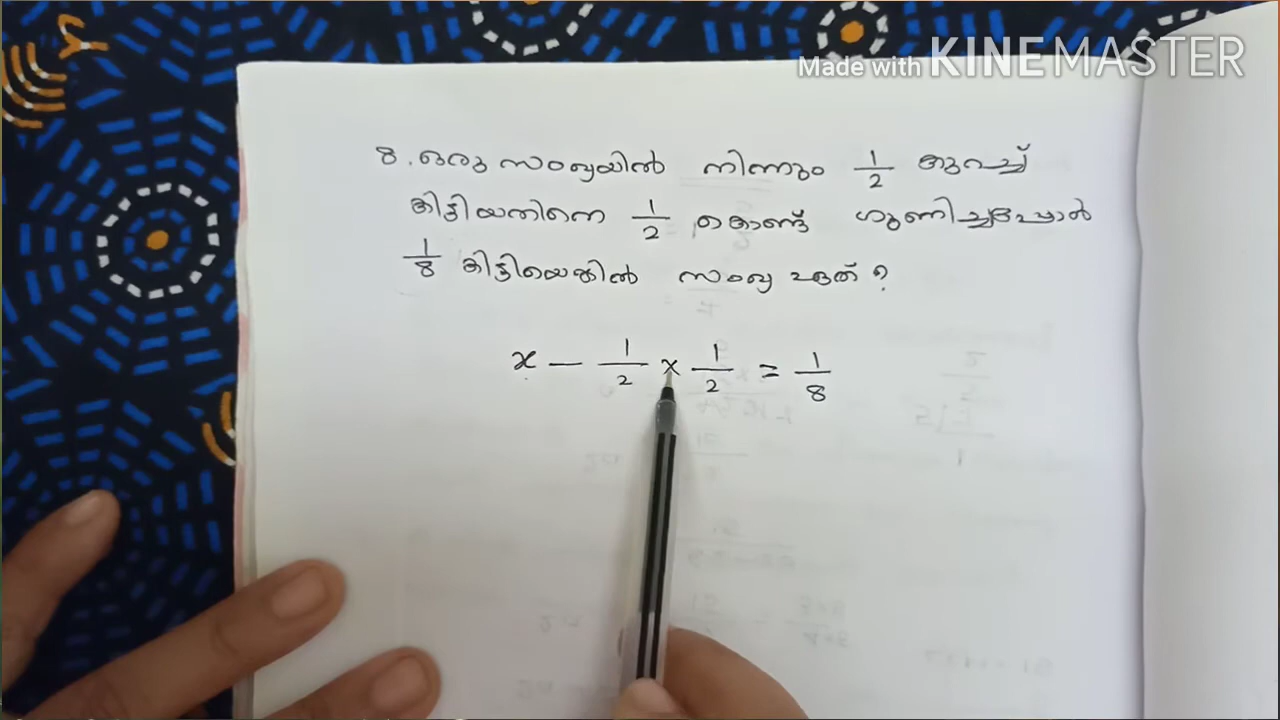 Made with KINEMASTER
8. ഒരു സംഖ്യയിൽ നിന്നും 1/2 കുറച്ച്
കിട്ടിയതിനെ 1/2 കൊണ്ട് ഗുണിച്ചപ്പോൾ
1/8 കിട്ടിയെങ്കിൽ സംഖ്യ ഏത് ?
x — 1/2 × 1/2 = 1/8